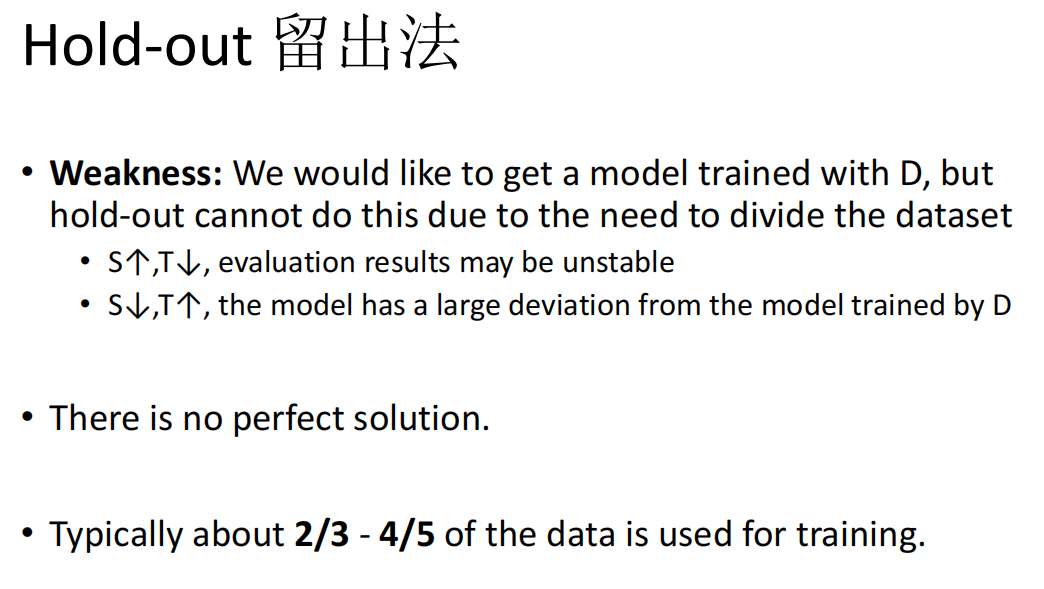 Hold-out 留出法
• Weakness: We would like to get a model trained with D, but
hold-out cannot do this due to the need to divide the dataset
• S↑,T↓, evaluation results may be unstable
• S↓,T↑, the model has a large deviation from the model trained by D
• There is no perfect solution.
• Typically about 2/3 - 4/5 of the data is used for training.